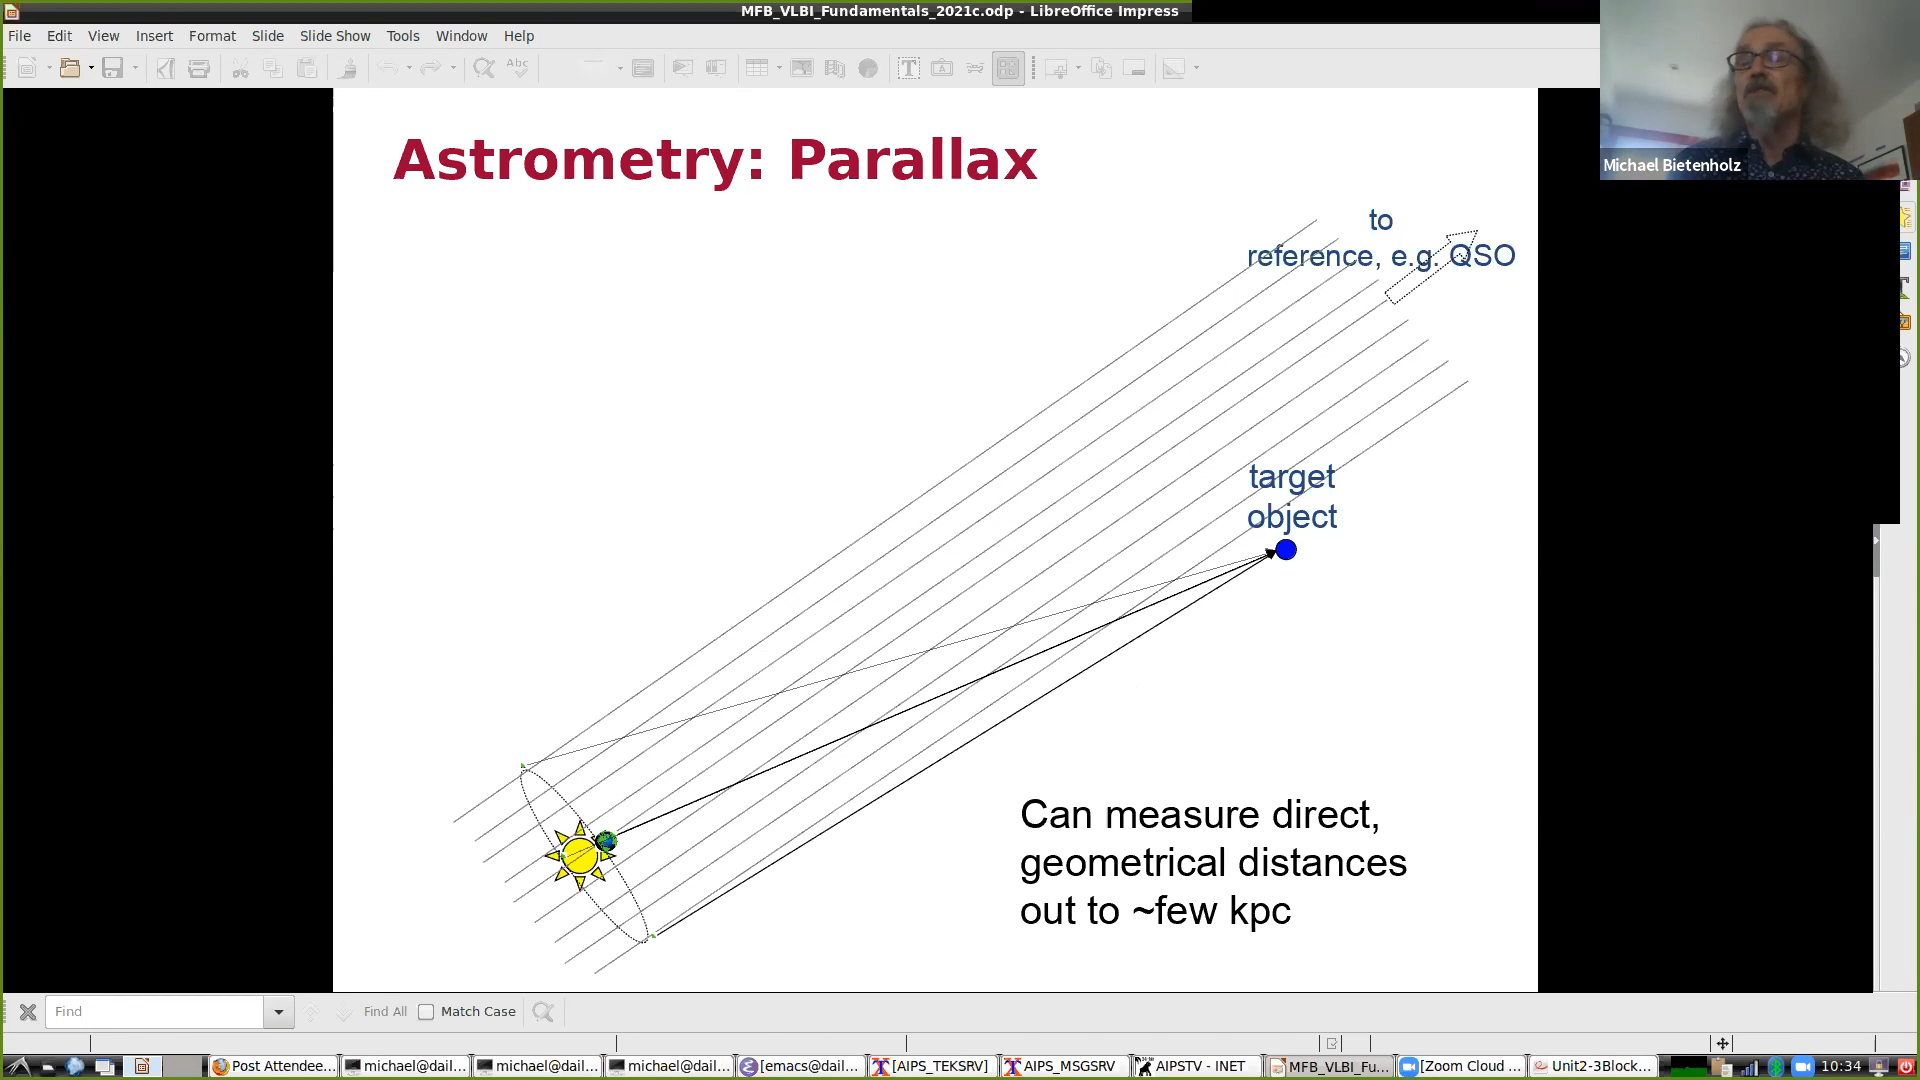 MFB_VLBI_Fundamentals_2021c.odp - LibreOffice Impress
File Edit View Insert Format Slide Slide Show Tools Window Help
Abc
Michael Bietenholz
Astrometry: Parallax
to
reference, e.g. QSO
target
object
Can measure direct,
geometrical distances
out to ~few kpc
Find
Find All
Match Case
Post Attendee...
michael@dail...
michael@dail...
michael@dail...
[emacs@dail...
[AIPS_TEKSRV]
AIPS_MSGSRV
AIPSTV - INET
MFB_VLBI_Fu...
[Zoom Cloud ...
Unit2-3Block...
10:34